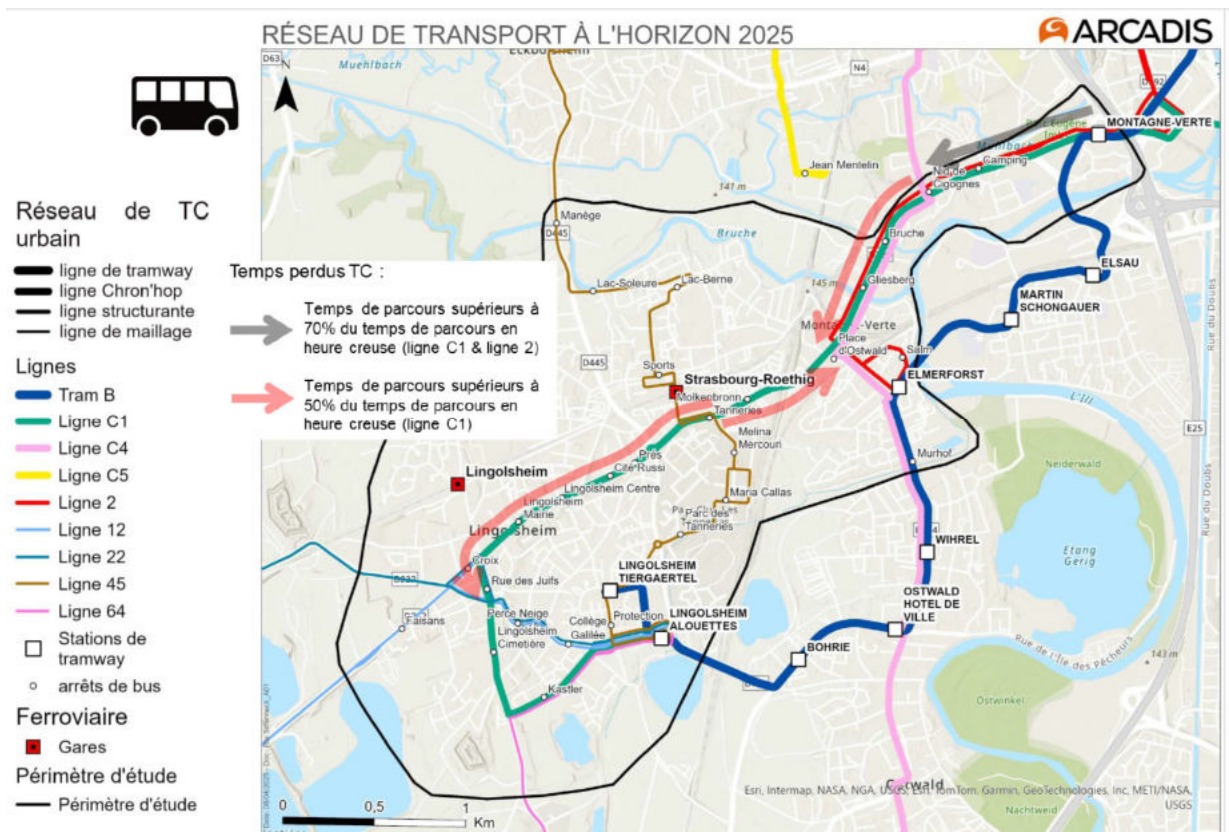 RÉSEAU DE TRANSPORT À L'HORIZON 2025
ARCADIS
Réseau de TC
urbain
ligne de tramway
ligne Chron'hop
ligne structurante
ligne de maillage
Lignes
Tram B
Ligne C1
Ligne C4
Ligne C5
Ligne 2
Ligne 12
Ligne 22
Ligne 45
Ligne 64
Stations de
tramway
arrêts de bus
Ferroviaire
Gares
Périmètre d'étude
Périmètre d'étude
Temps perdus TC :
Temps de parcours supérieurs à
70% du temps de parcours en
heure creuse (ligne C1 & ligne 2)
Temps de parcours supérieurs à
50% du temps de parcours en
heure creuse (ligne C1)
D63
N
Muehlbach
N4
MONTAGNE-VERTE
Jean Mentelin
Camping
Nid de
Cigognes
141 m
Manège
D445
Bruche
Bruche
ELSAU
Lac-Soleure
Lac-Berne
145 m
Gliesberg
MARTIN
SCHONGAUER
Place
d'Ostwald
Salm
D445
Sports
Strasbourg-Roethig
ELMERFORST
Molkenbronn
Tanneries
L'Ill
E25
Melina
Mercouri
Murhof
Neiderwald
Prés
Cité Russi
Lingolsheim
Lingolsheim Centre
Maria Callas
Lingolsheim
Mairie
Parc des
Tanneries
Lingolsheim
WIHREL
Etang
Gerig
Croix
Rue des Juifs
LINGOLSHEIM
TIERGAERTEL
OSTWALD
HOTEL DE
VILLE
Perce Neige
Collège
Protection
LINGOLSHEIM
ALOUETTES
Faisans
Lingolsheim
Cimetière
Galilée
BOHRIE
Rue de l'Île des Pêcheurs
143 m
Kastler
Ostwinkel
Rue du Doubs
Rue du Doubs
Esri, Intermap, NASA, NGA, USGS; Esri, TomTom, Garmin, GeoTechnologies, Inc, METI/NASA,
USGS
Nachtweid
0
0,5
1
Km